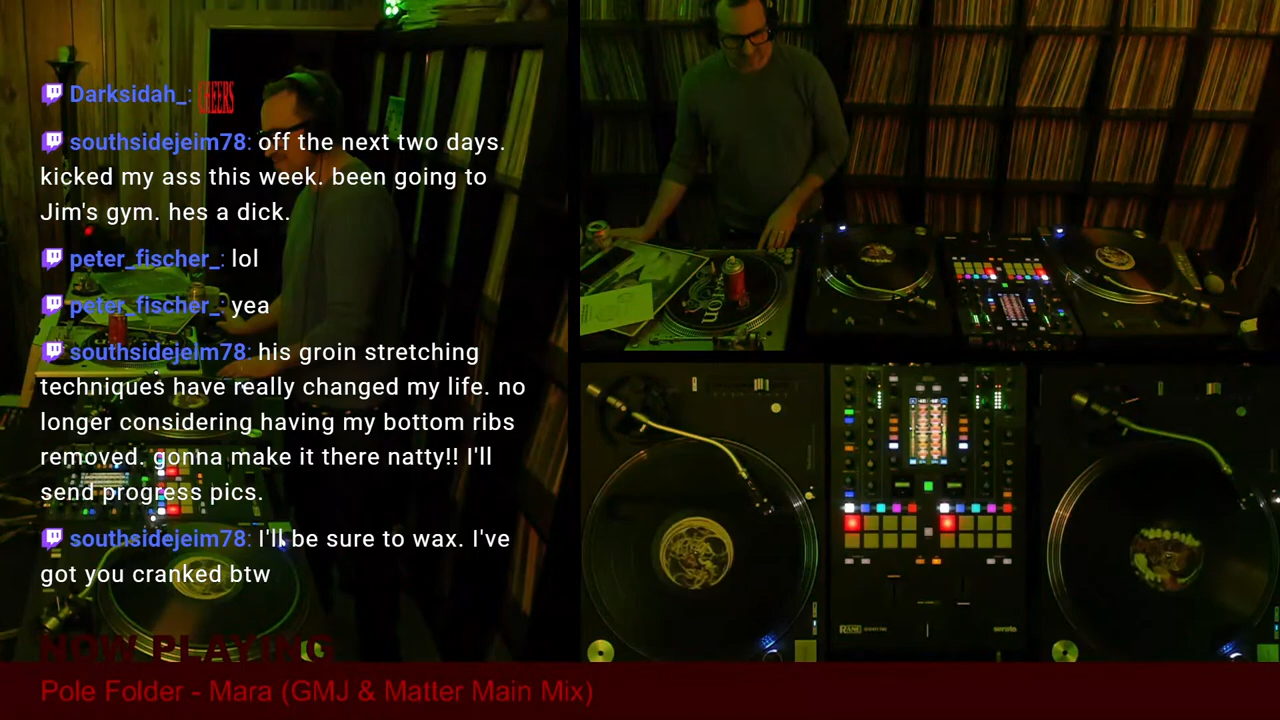 Darksidah_: CHEERS
southsidejeim78: off the next two days.
kicked my ass this week. been going to
Jim's gym. hes a dick.
peter_fischer_: lol
peter_fischer_: yea
southsidejeim78: his groin stretching
techniques have really changed my life. no
longer considering having my bottom ribs
removed. gonna make it there natty!! I'll
send progress pics.
southsidejeim78: I'll be sure to wax. I've
got you cranked btw
NOW PLAYING
Pole Folder - Mara (GMJ & Matter Main Mix)
RANE
serato